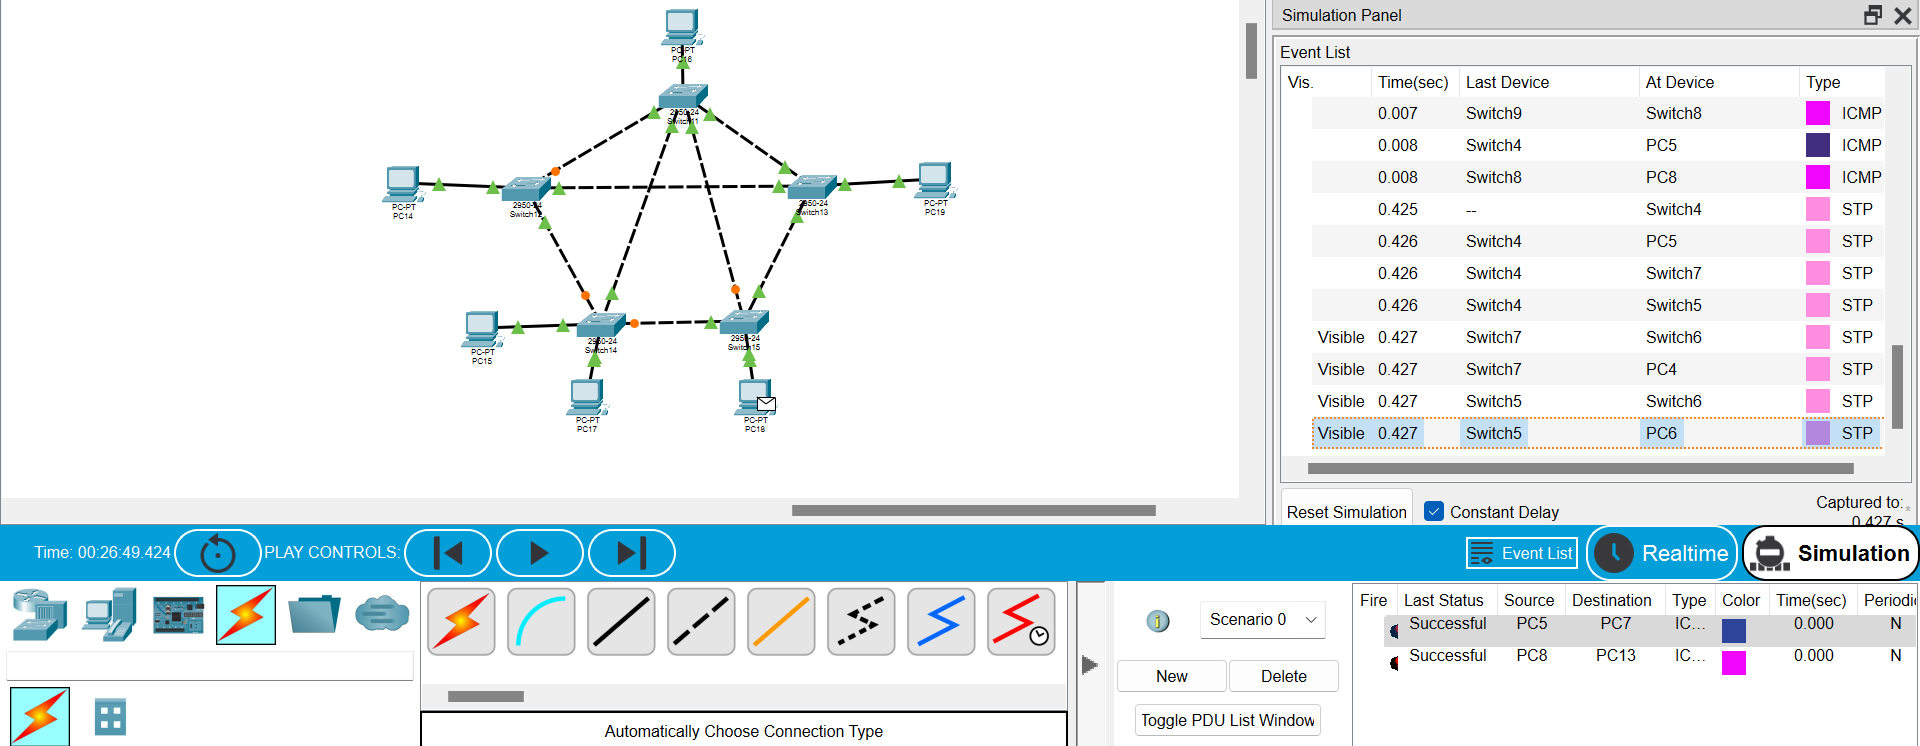 Simulation Panel
Event List
Vis. Time(sec) Last Device At Device Type
0.007 Switch9 Switch8 ICMP
0.008 Switch4 PC5 ICMP
0.008 Switch8 PC8 ICMP
0.425 -- Switch4 STP
0.426 Switch4 PC5 STP
0.426 Switch4 Switch7 STP
0.426 Switch4 Switch5 STP
Visible 0.427 Switch7 Switch6 STP
Visible 0.427 Switch7 PC4 STP
Visible 0.427 Switch5 Switch6 STP
Visible 0.427 Switch5 PC6 STP
Reset Simulation Constant Delay
Captured to:
0.427 s
PC-PT
PC16
2950-24
Switch11
PC-PT
PC14
2950-24
Switch12
2950-24
Switch13
PC-PT
PC19
PC-PT
PC15
2950-24
Switch14
2950-24
Switch15
PC-PT
PC17
PC-PT
PC18
Time: 00:26:49.424 PLAY CONTROLS:
Event List Realtime Simulation
Scenario 0
New Delete
Toggle PDU List Window
Fire Last Status Source Destination Type Color Time(sec) Periodic
Successful PC5 PC7 IC... 0.000 N
Successful PC8 PC13 IC... 0.000 N
Automatically Choose Connection Type